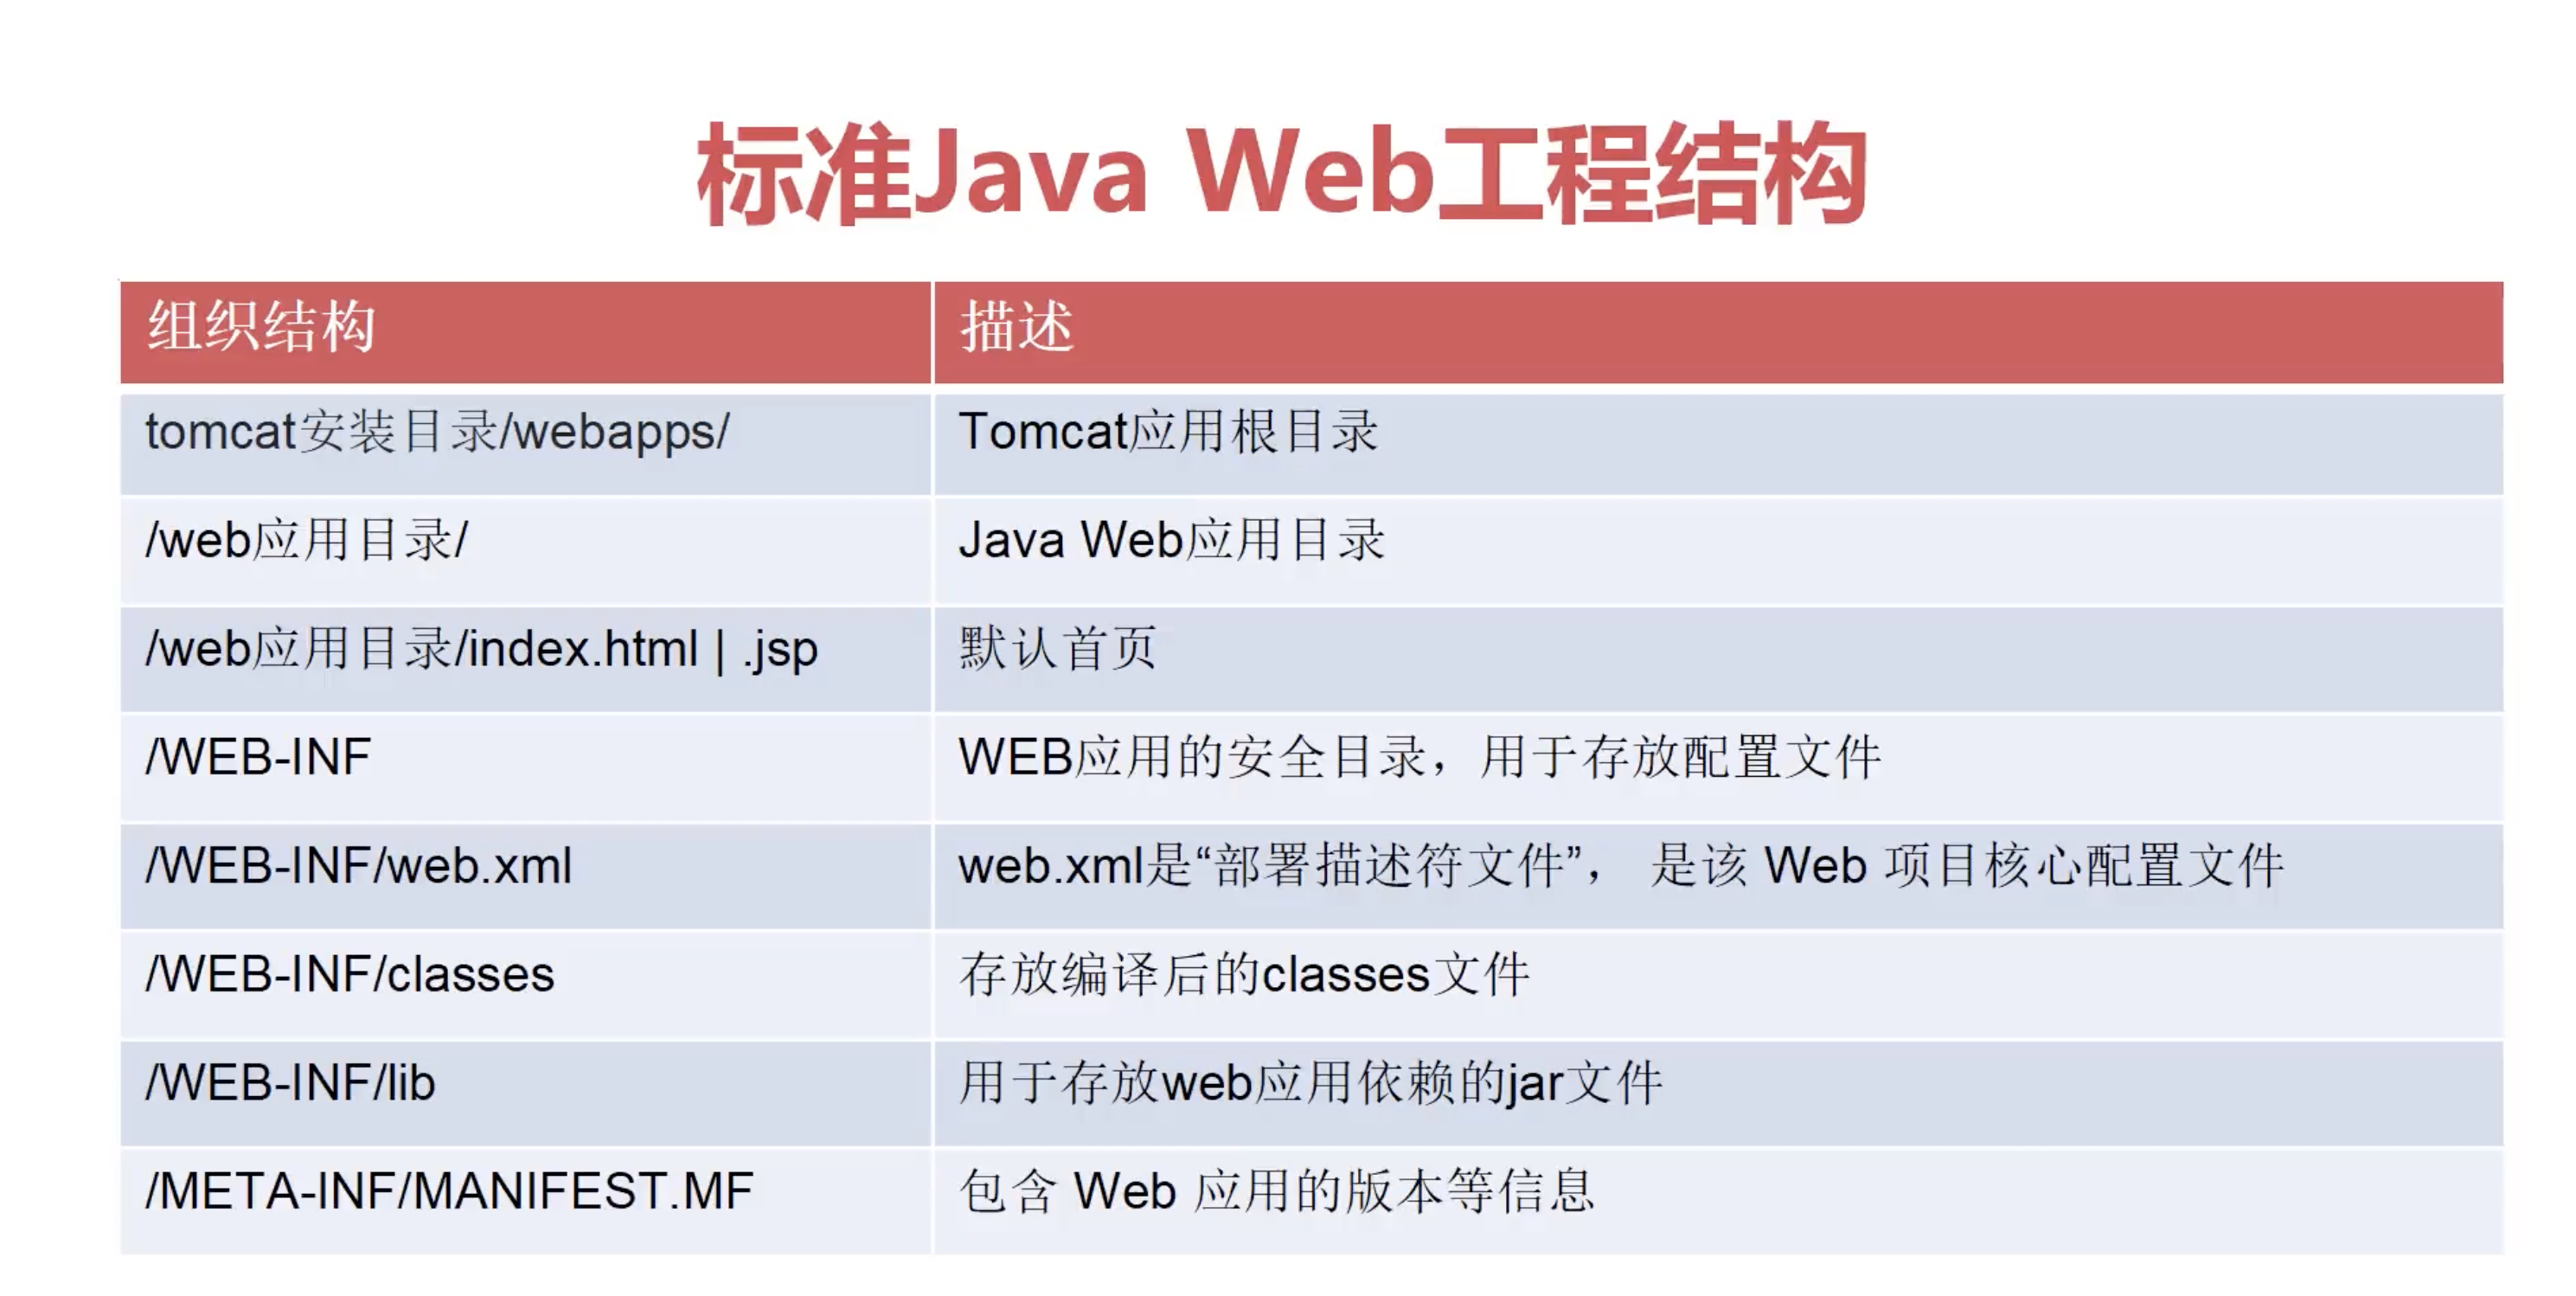 标准Java Web工程结构
组织结构 描述
tomcat安装目录/webapps/ Tomcat应用根目录
/web应用目录/ Java Web应用目录
/web应用目录/index.html | .jsp 默认首页
/WEB-INF WEB应用的安全目录，用于存放配置文件
/WEB-INF/web.xml web.xml是“部署描述符文件”， 是该 Web 项目核心配置文件
/WEB-INF/classes 存放编译后的classes文件
/WEB-INF/lib 用于存放web应用依赖的jar文件
/META-INF/MANIFEST.MF 包含 Web 应用的版本等信息